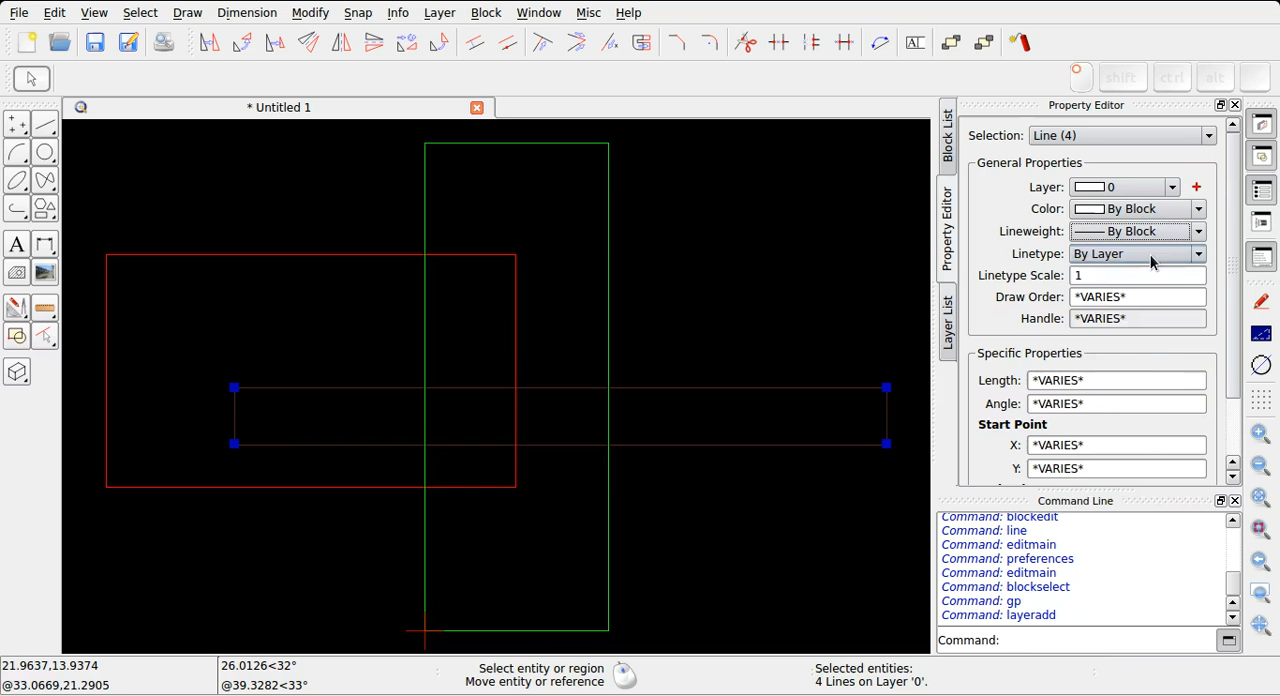 File Edit View Select Draw Dimension Modify Snap Info Layer Block Window Misc Help
shift ctrl alt
* Untitled 1
Property Editor
Block List
Property Editor
Layer List
Selection: Line (4)
General Properties
Layer: 0
Color: By Block
Lineweight: By Block
Linetype: By Layer
Linetype Scale: 1
Draw Order: *VARIES*
Handle: *VARIES*
Specific Properties
Length: *VARIES*
Angle: *VARIES*
Start Point
X: *VARIES*
Y: *VARIES*
Command Line
Command: blockedit
Command: line
Command: editmain
Command: preferences
Command: editmain
Command: blockselect
Command: gp
Command: layeradd
Command:
21.9637,13.9374
@33.0669,21.2905
26.0126<32°
@39.3282<33°
Select entity or region
Move entity or reference
Selected entities:
4 Lines on Layer '0'.